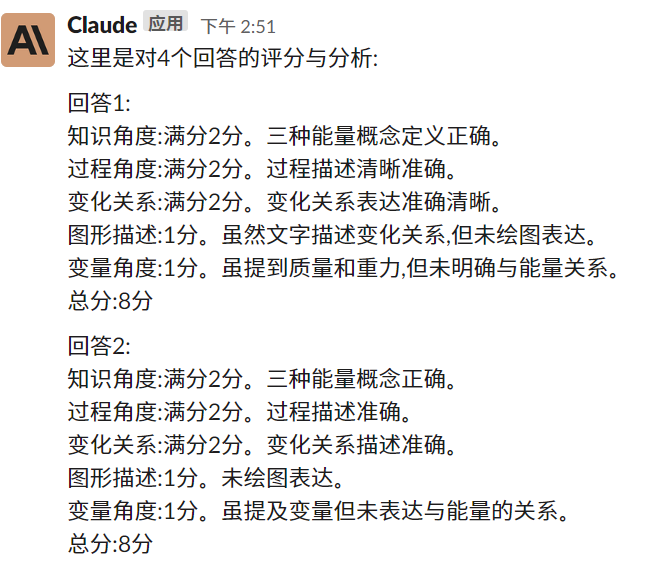 Claude 应用 下午 2:51
这里是对4个回答的评分与分析:
回答1:
知识角度:满分2分。三种能量概念定义正确。
过程角度:满分2分。过程描述清晰准确。
变化关系:满分2分。变化关系表达准确清晰。
图形描述:1分。虽然文字描述变化关系,但未绘图表达。
变量角度:1分。虽提到质量和重力,但未明确与能量关系。
总分:8分
回答2:
知识角度:满分2分。三种能量概念正确。
过程角度:满分2分。过程描述准确。
变化关系:满分2分。变化关系描述准确。
图形描述:1分。未绘图表达。
变量角度:1分。虽提及变量但未表达与能量的关系。
总分:8分